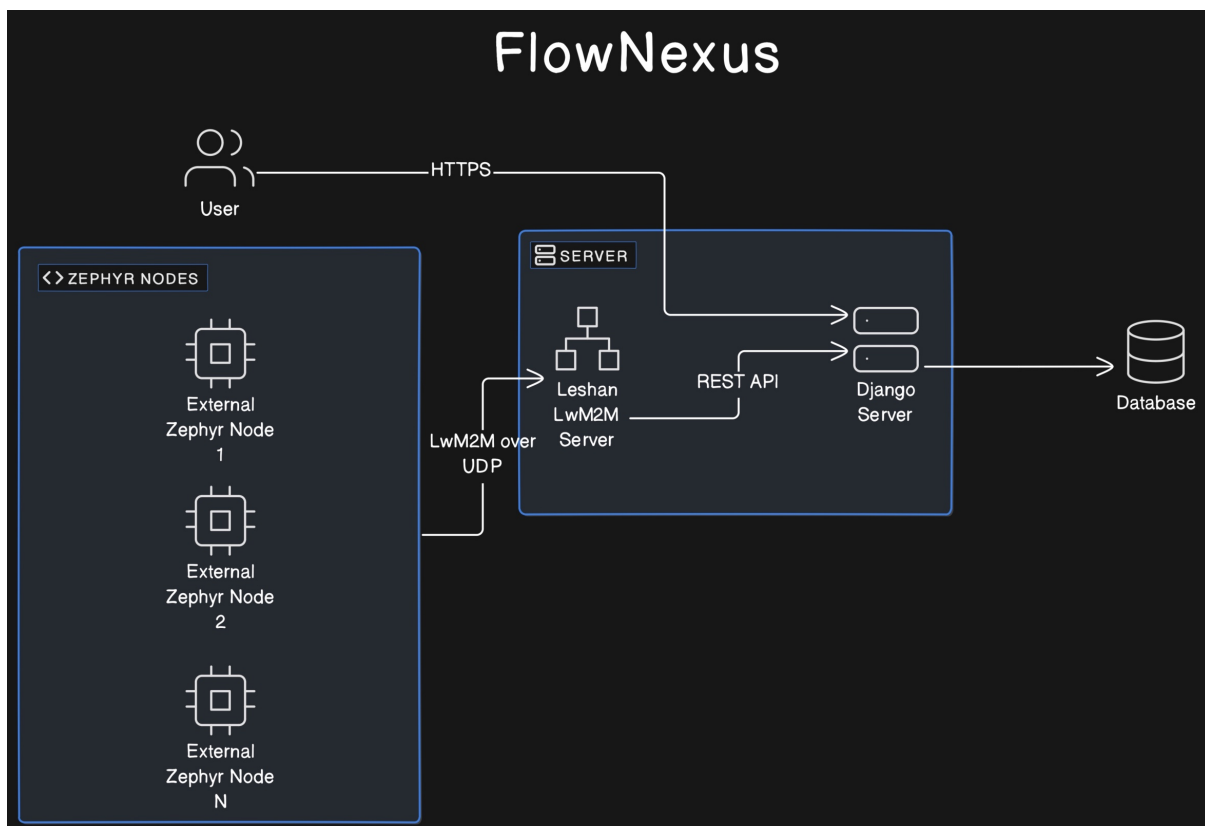 FlowNexus
HTTPS
User
SERVER
ZEPHYR NODES
External
Zephyr Node
1
Leshan
LwM2M
Server
REST API
Django
Server
Database
LwM2M over
UDP
External
Zephyr Node
2
External
Zephyr Node
N